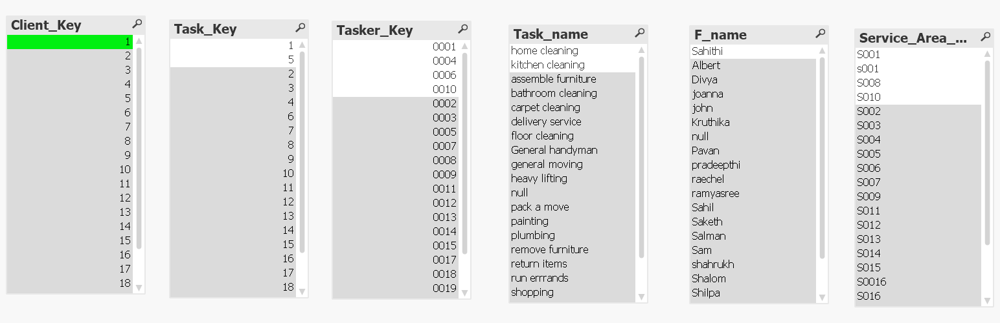 Client_Key
1
2
3
4
5
6
7
8
9
10
11
12
13
14
15
16
17
18
Task_Key
1
5
2
3
4
6
7
8
9
10
11
12
13
14
15
16
17
18
Tasker_Key
0001
0004
0006
0010
0002
0003
0005
0007
0008
0009
0011
0012
0013
0014
0015
0017
0018
0019
Task_name
home cleaning
kitchen cleaning
assemble furniture
bathroom cleaning
carpet cleaning
delivery service
floor cleaning
General handyman
general moving
heavy lifting
null
pack a move
painting
plumbing
remove furniture
return items
run errrands
shopping
F_name
Sahithi
Albert
Divya
joanna
john
Kruthika
null
Pavan
pradeepthi
raechel
ramyasree
Sahil
Saketh
Salman
Sam
shahrukh
Shalom
Shilpa
Service_Area_...
S001
s001
S008
S010
S002
S003
S004
S005
S006
S007
S009
S011
S012
S013
S014
S015
S0016
S016